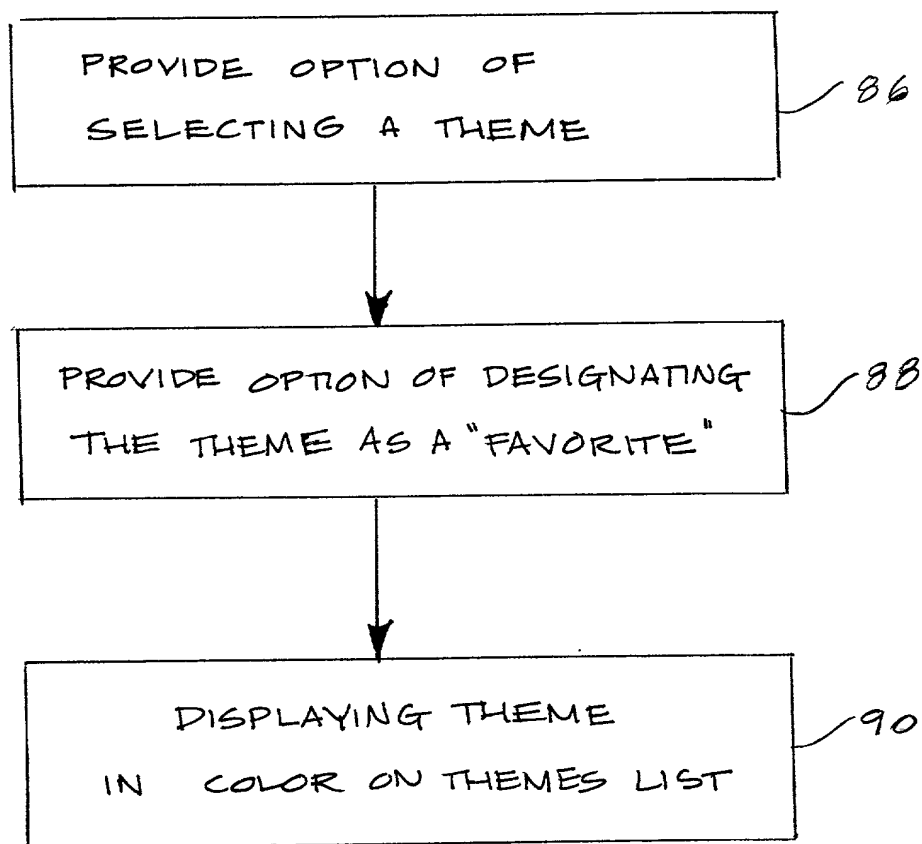 PROVIDE OPTION OF
SELECTING A THEME
86
PROVIDE OPTION OF DESIGNATING
THE THEME AS A "FAVORITE"
88
DISPLAYING THEME
IN COLOR ON THEMES LIST
90